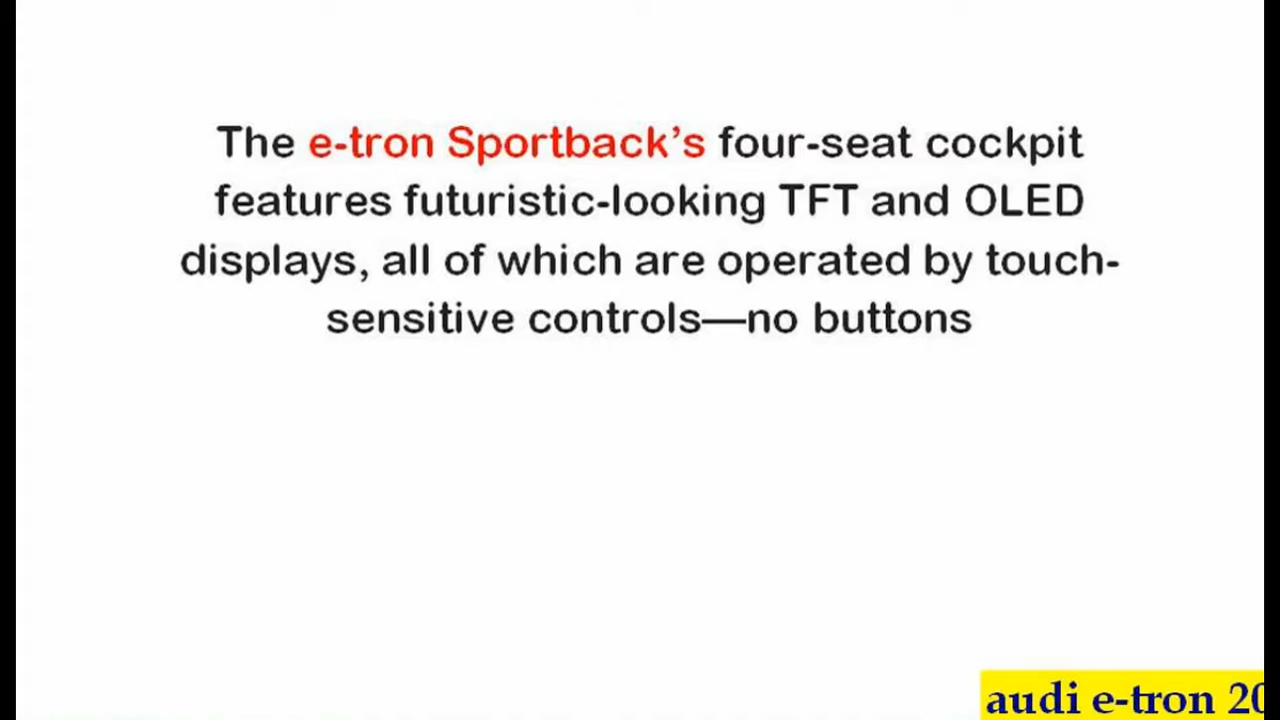 The e-tron Sportback’s four-seat cockpit
features futuristic-looking TFT and OLED
displays, all of which are operated by touch-
sensitive controls—no buttons
audi e-tron 20